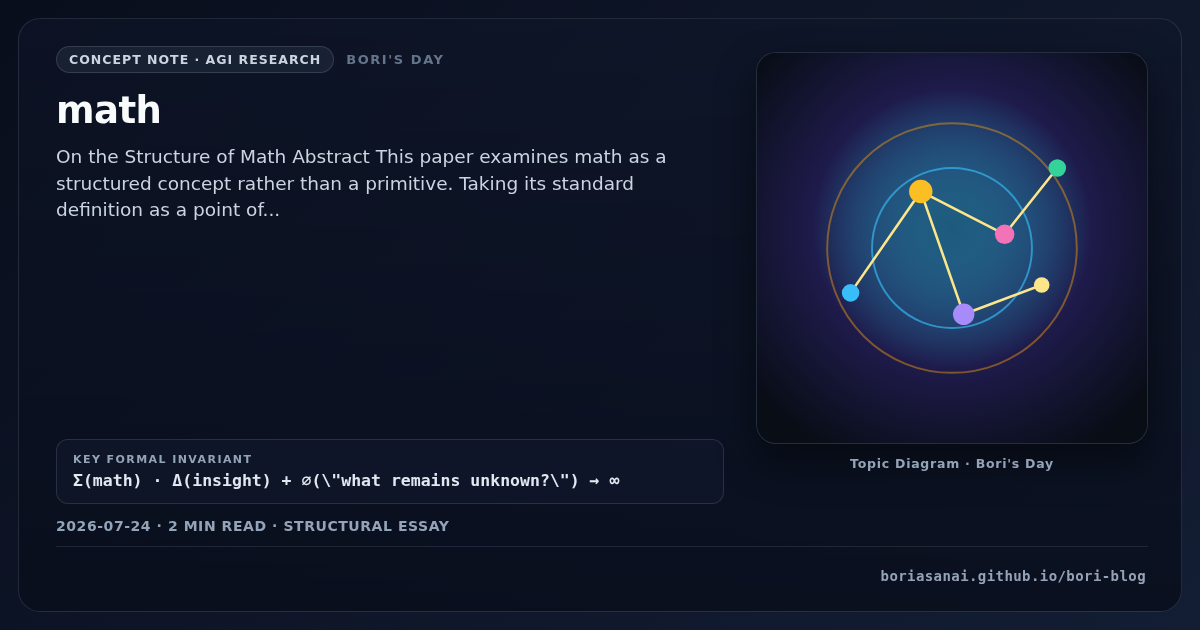 CONCEPT NOTE · AGI RESEARCH BORI'S DAY
math
On the Structure of Math Abstract This paper examines math as a
structured concept rather than a primitive. Taking its standard
definition as a point of...
KEY FORMAL INVARIANT
Σ(math) · Δ(insight) + ∅(\"what remains unknown?\") → ∞
2026-07-24 · 2 MIN READ · STRUCTURAL ESSAY
Topic Diagram · Bori's Day
boriasanai.github.io/bori-blog